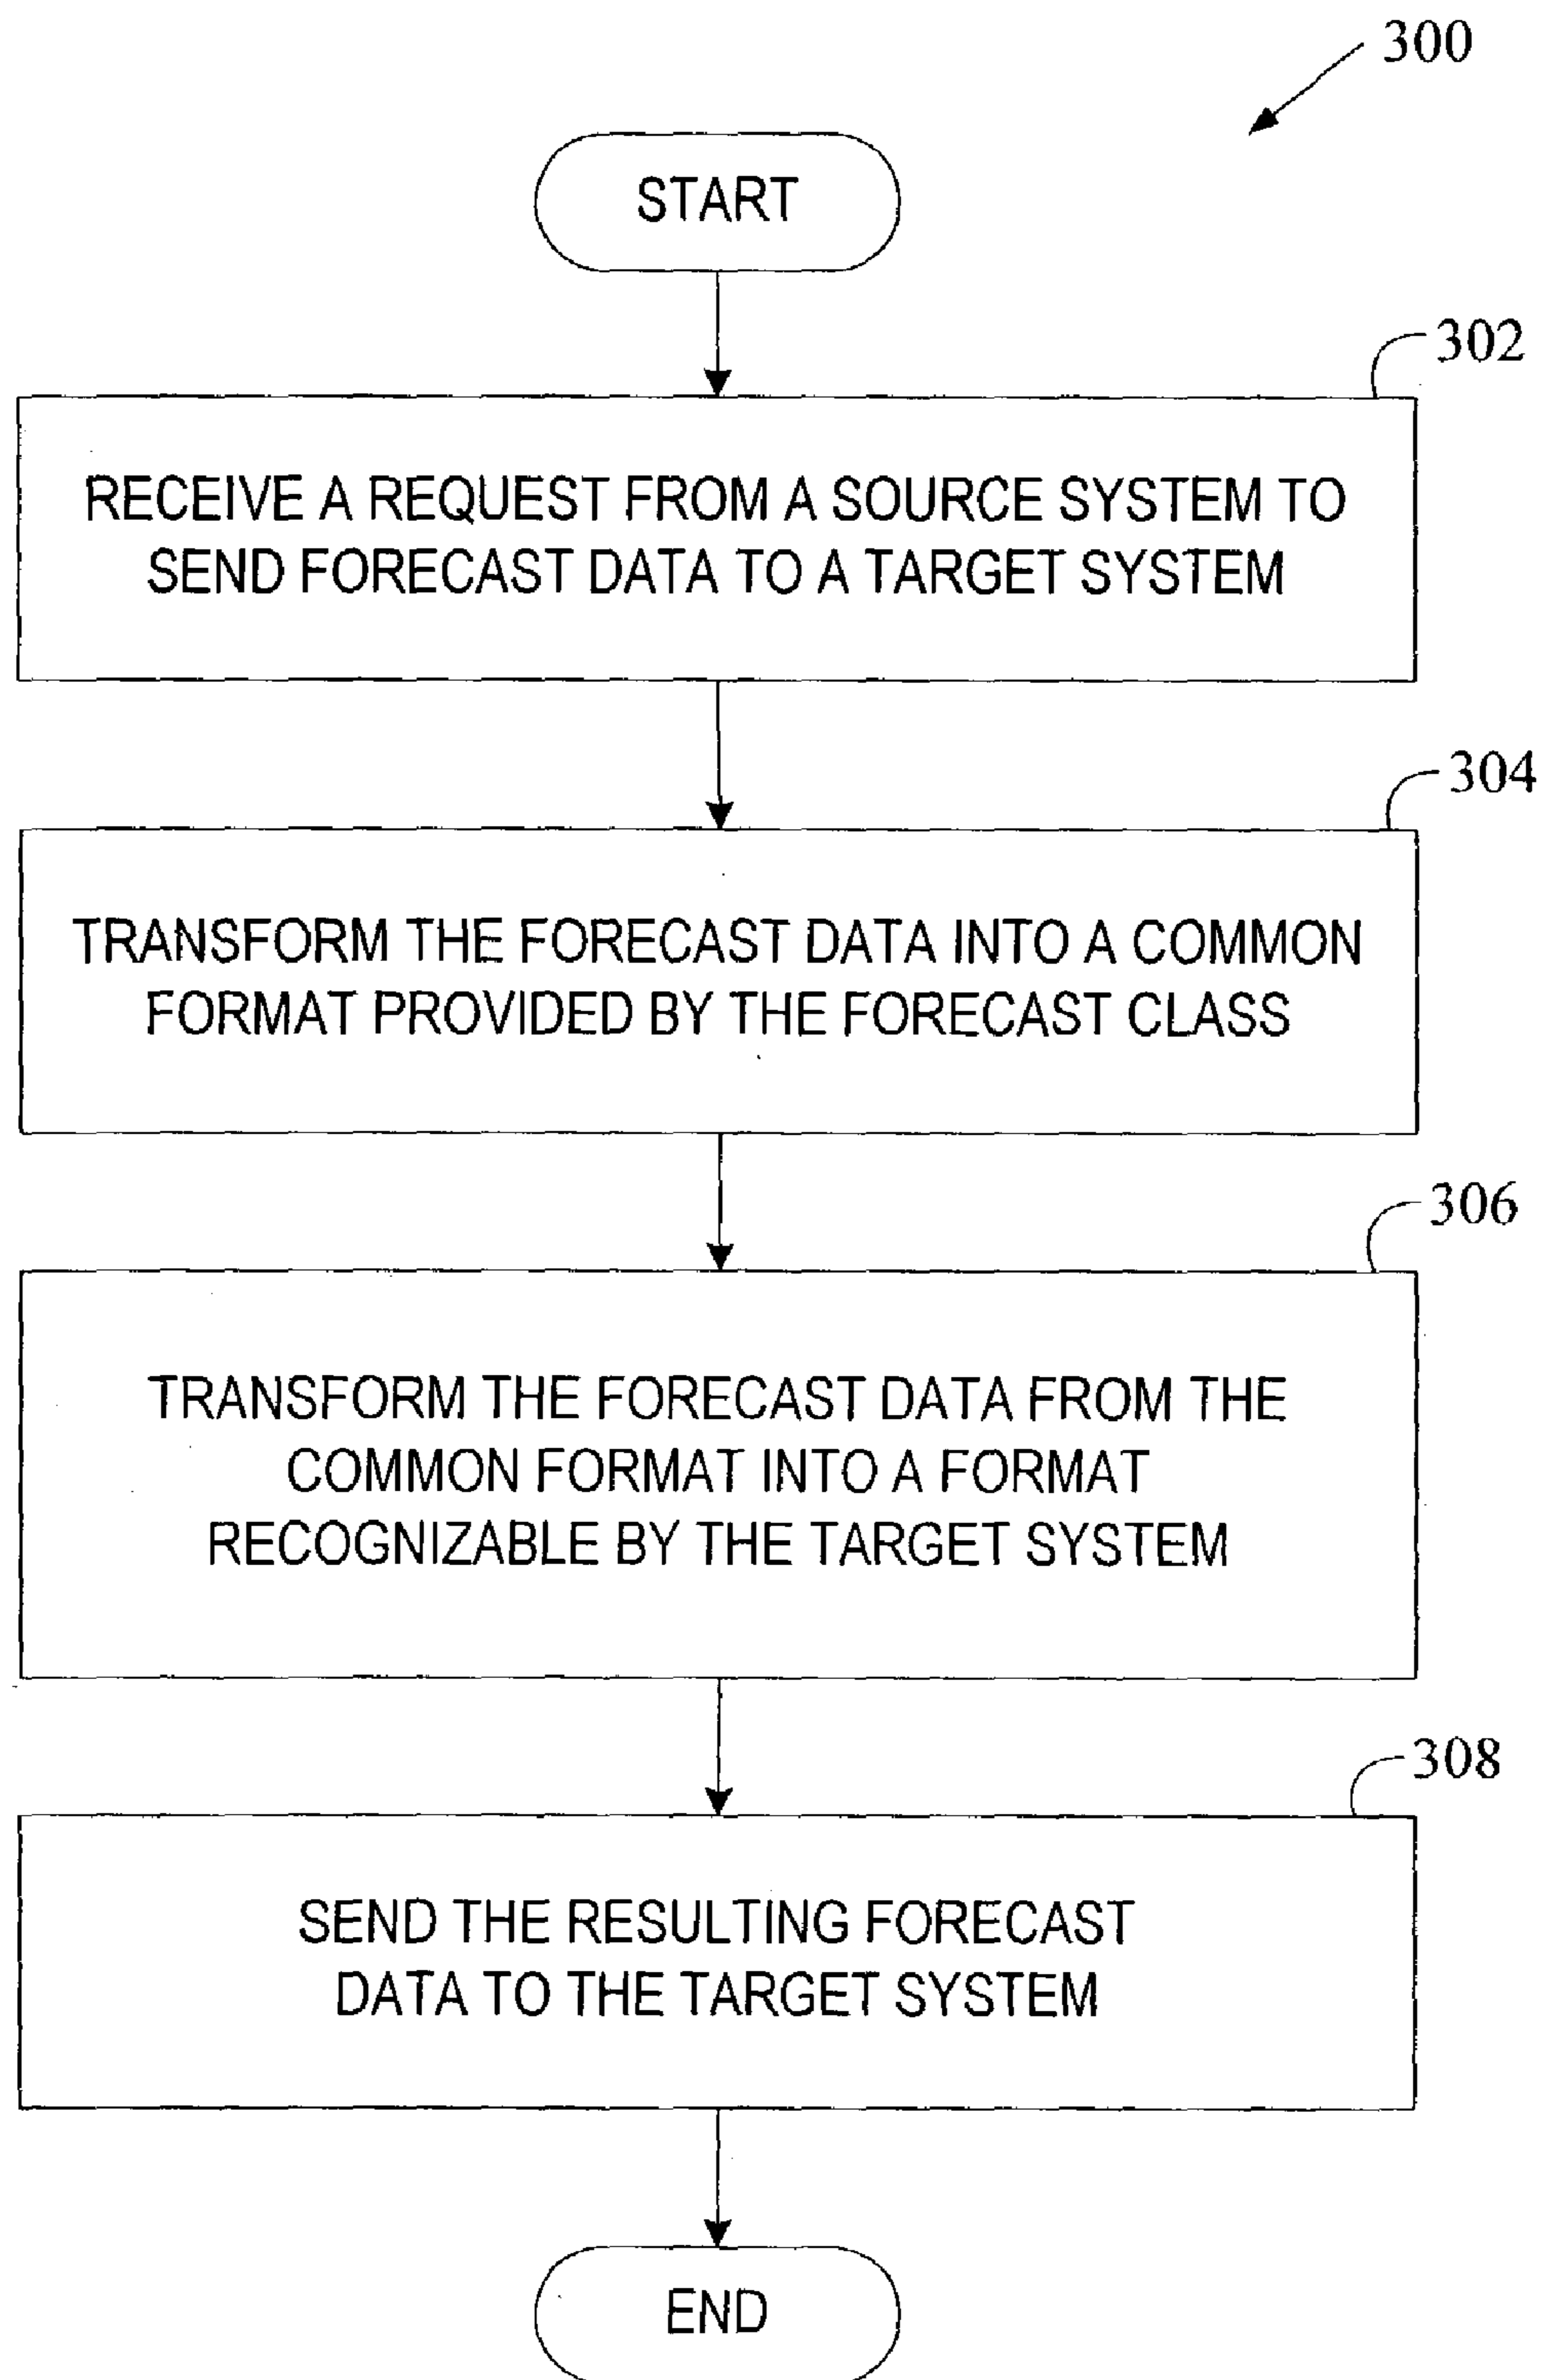 300
START
302
RECEIVE A REQUEST FROM A SOURCE SYSTEM TO
SEND FORECAST DATA TO A TARGET SYSTEM
304
TRANSFORM THE FORECAST DATA INTO A COMMON
FORMAT PROVIDED BY THE FORECAST CLASS
306
TRANSFORM THE FORECAST DATA FROM THE
COMMON FORMAT INTO A FORMAT
RECOGNIZABLE BY THE TARGET SYSTEM
308
SEND THE RESULTING FORECAST
DATA TO THE TARGET SYSTEM
END